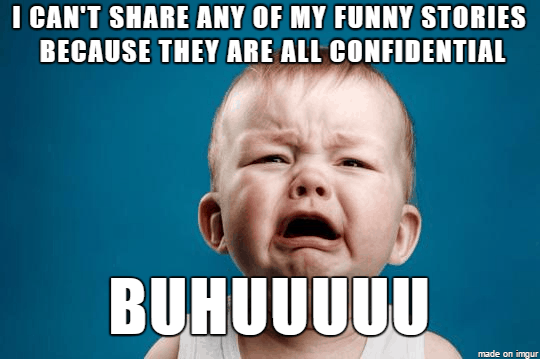 I CAN'T SHARE ANY OF MY FUNNY STORIES
BECAUSE THEY ARE ALL CONFIDENTIAL
BUHUUUUU
made on imgur